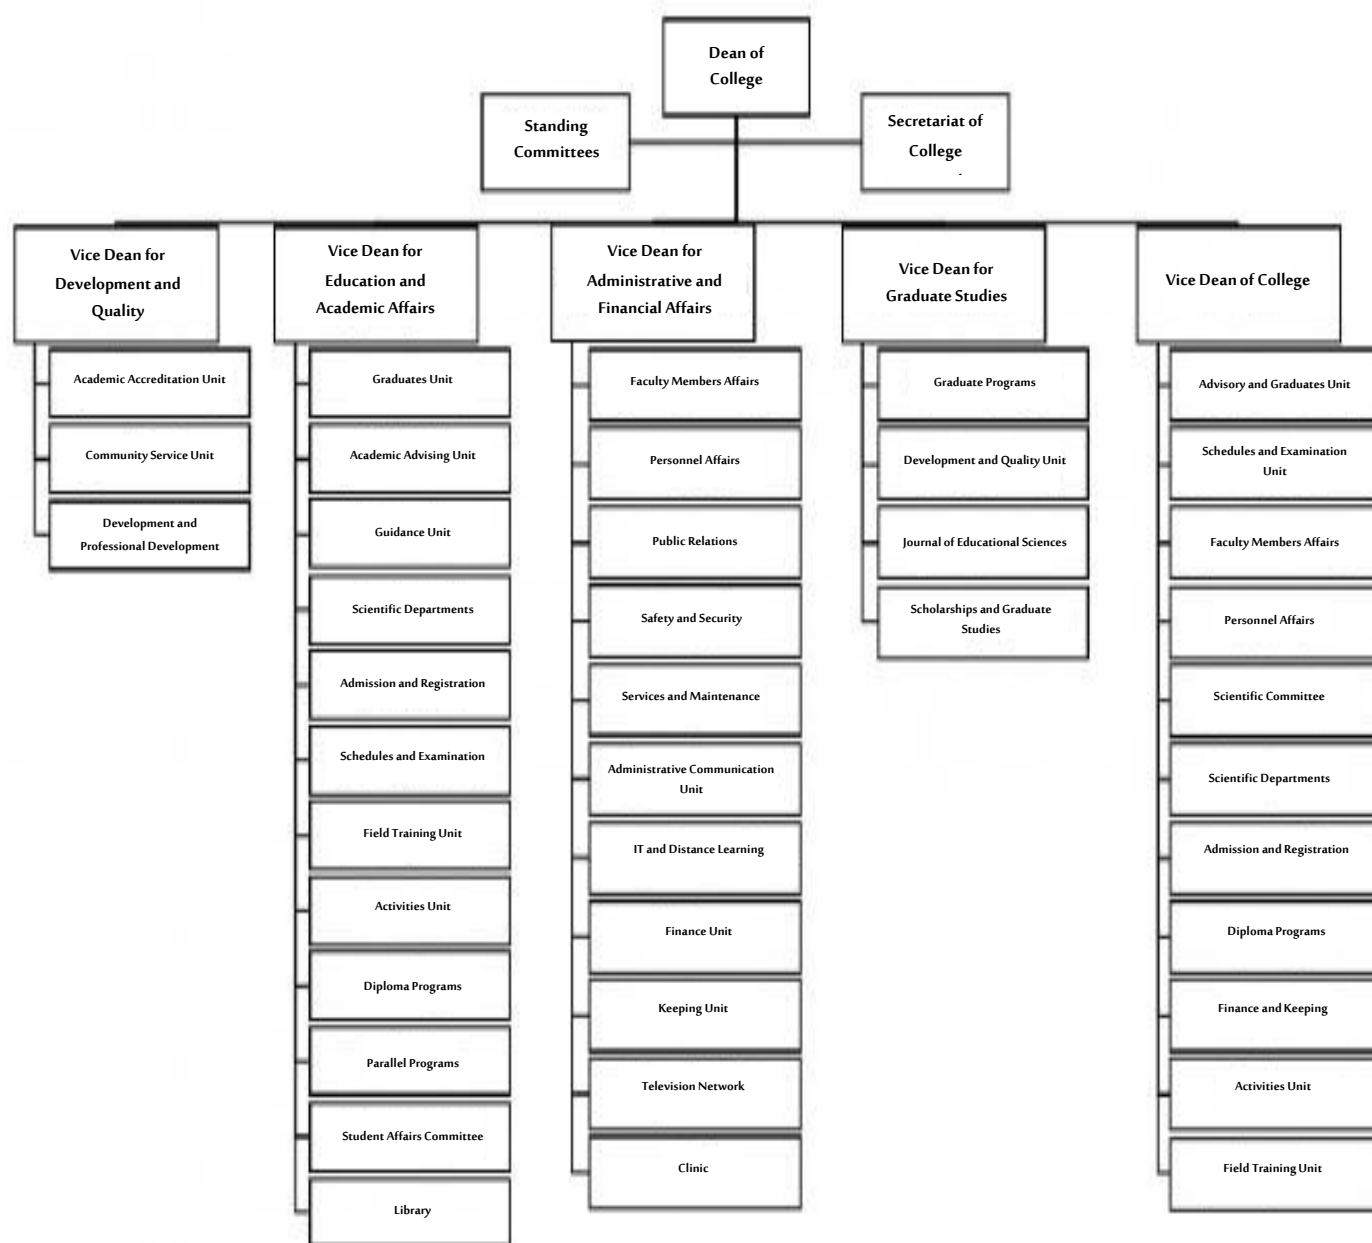 Dean of
College
Standing
Committees
Secretariat of
College
Vice Dean for
Development and
Quality
Vice Dean for
Education and
Academic Affairs
Vice Dean for
Administrative and
Financial Affairs
Vice Dean for
Graduate Studies
Vice Dean of College
Academic Accreditation Unit
Community Service Unit
Development and
Professional Development
Graduates Unit
Academic Advising Unit
Guidance Unit
Scientific Departments
Admission and Registration
Schedules and Examination
Field Training Unit
Activities Unit
Diploma Programs
Parallel Programs
Student Affairs Committee
Library
Faculty Members Affairs
Personnel Affairs
Public Relations
Safety and Security
Services and Maintenance
Administrative Communication
Unit
IT and Distance Learning
Finance Unit
Keeping Unit
Television Network
Clinic
Graduate Programs
Development and Quality Unit
Journal of Educational Sciences
Scholarships and Graduate
Studies
Advisory and Graduates Unit
Schedules and Examination
Unit
Faculty Members Affairs
Personnel Affairs
Scientific Committee
Scientific Departments
Admission and Registration
Diploma Programs
Finance and Keeping
Activities Unit
Field Training Unit